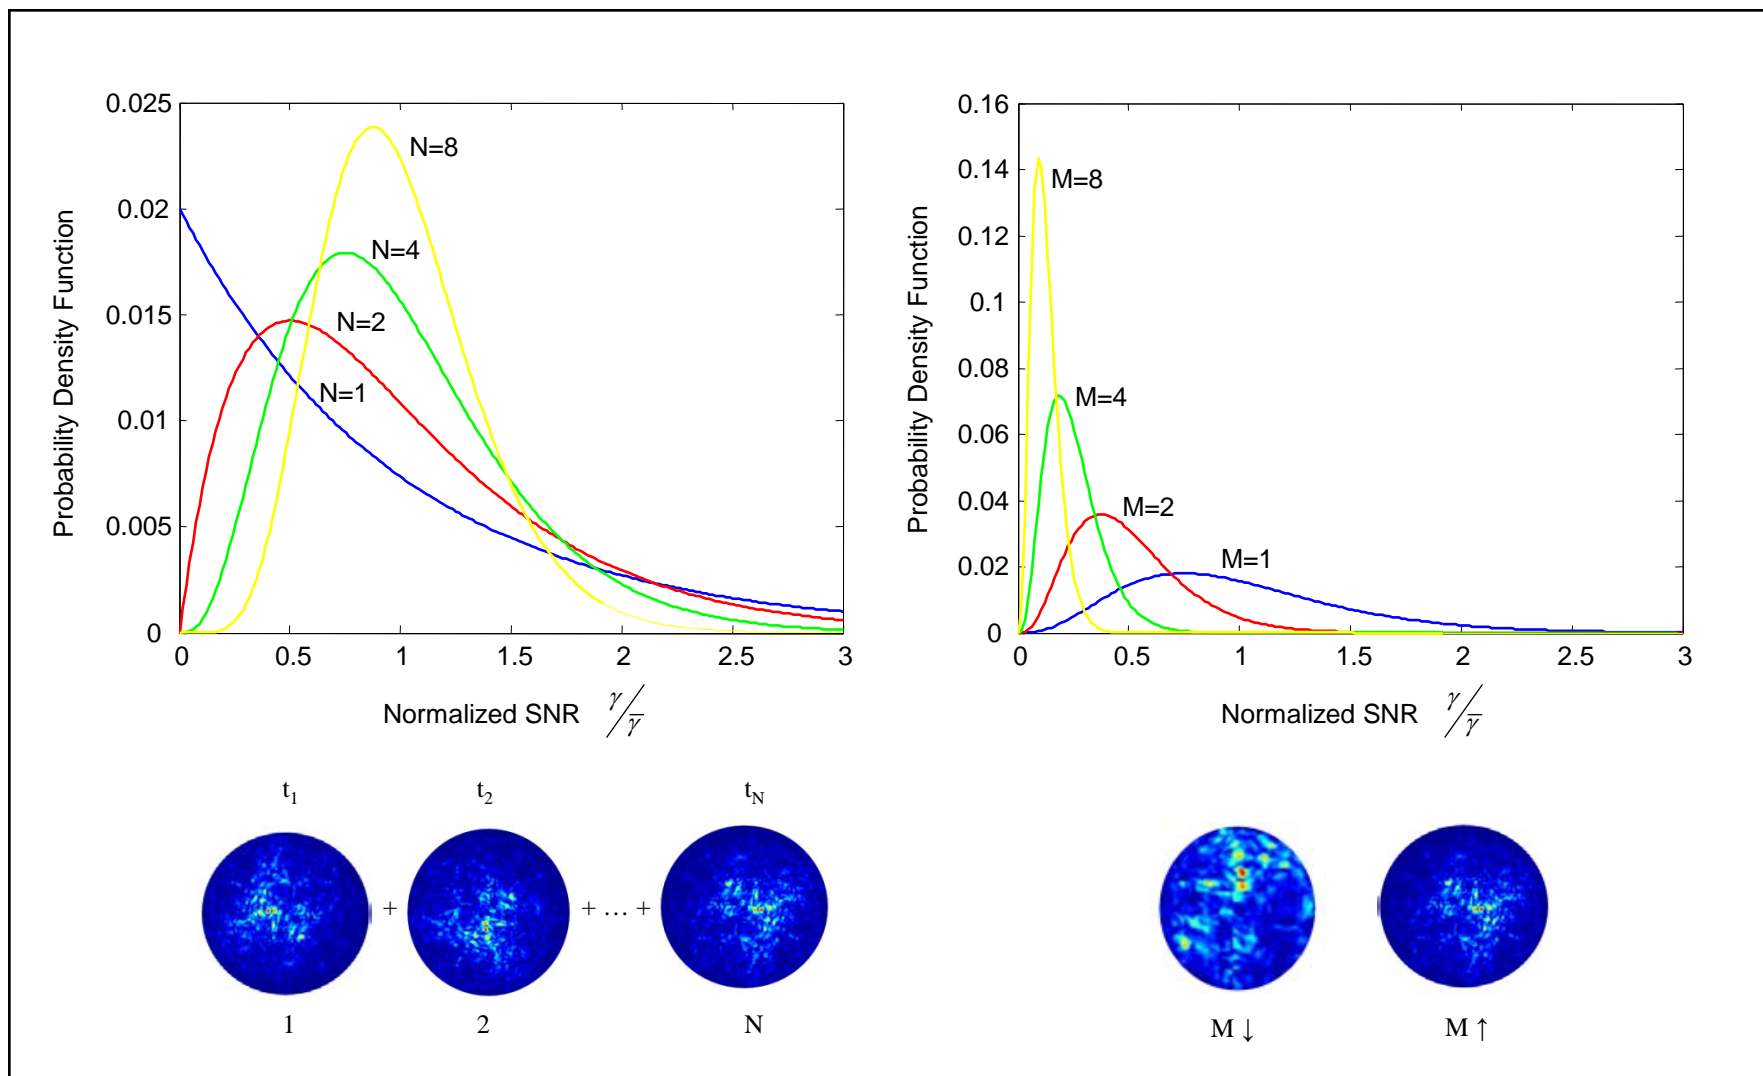 0.025
0.02
0.015
0.01
0.005
0
0
0.5
1
1.5
2
2.5
3
N=8
N=4
N=2
N=1
Probability Density Function
Normalized SNR γ/γ̅
0.16
0.14
0.12
0.1
0.08
0.06
0.04
0.02
0
0
0.5
1
1.5
2
2.5
3
M=8
M=4
M=2
M=1
Probability Density Function
Normalized SNR γ/γ̅
t₁ t₂ t_N
+ + … +
1 2 N
M ↓ M ↑